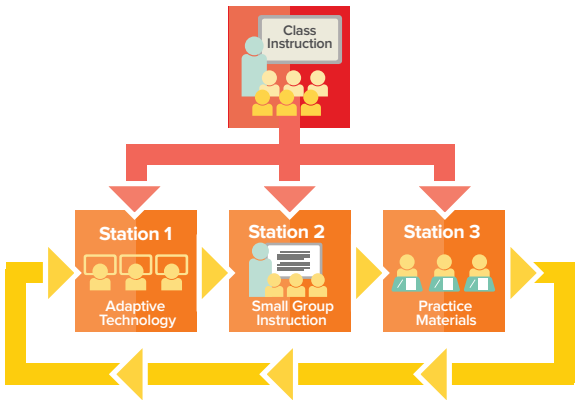 Class
Instruction
Station 1
Adaptive
Technology
Station 2
Small Group
Instruction
Station 3
Practice
Materials